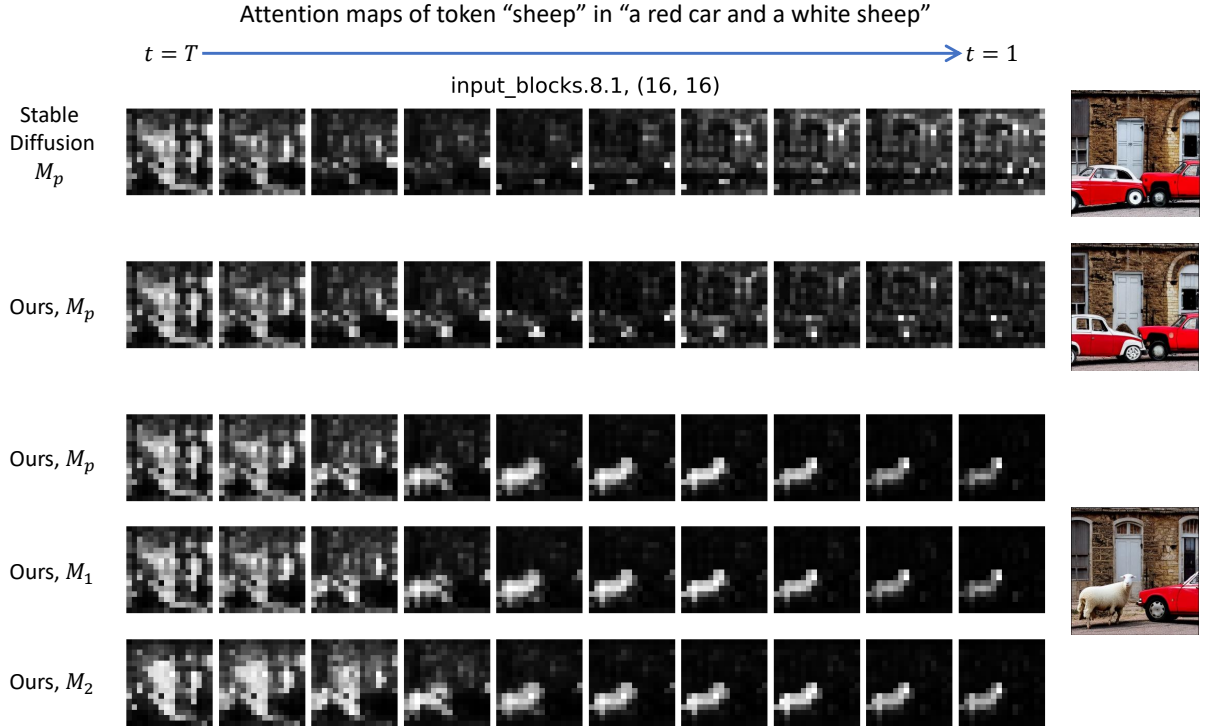 Attention maps of token “sheep” in “a red car and a white sheep”
t = T
t = 1
input_blocks.8.1, (16, 16)
Stable
Diffusion
M_p
Ours, M_p
Ours, M_p
Ours, M_1
Ours, M_2